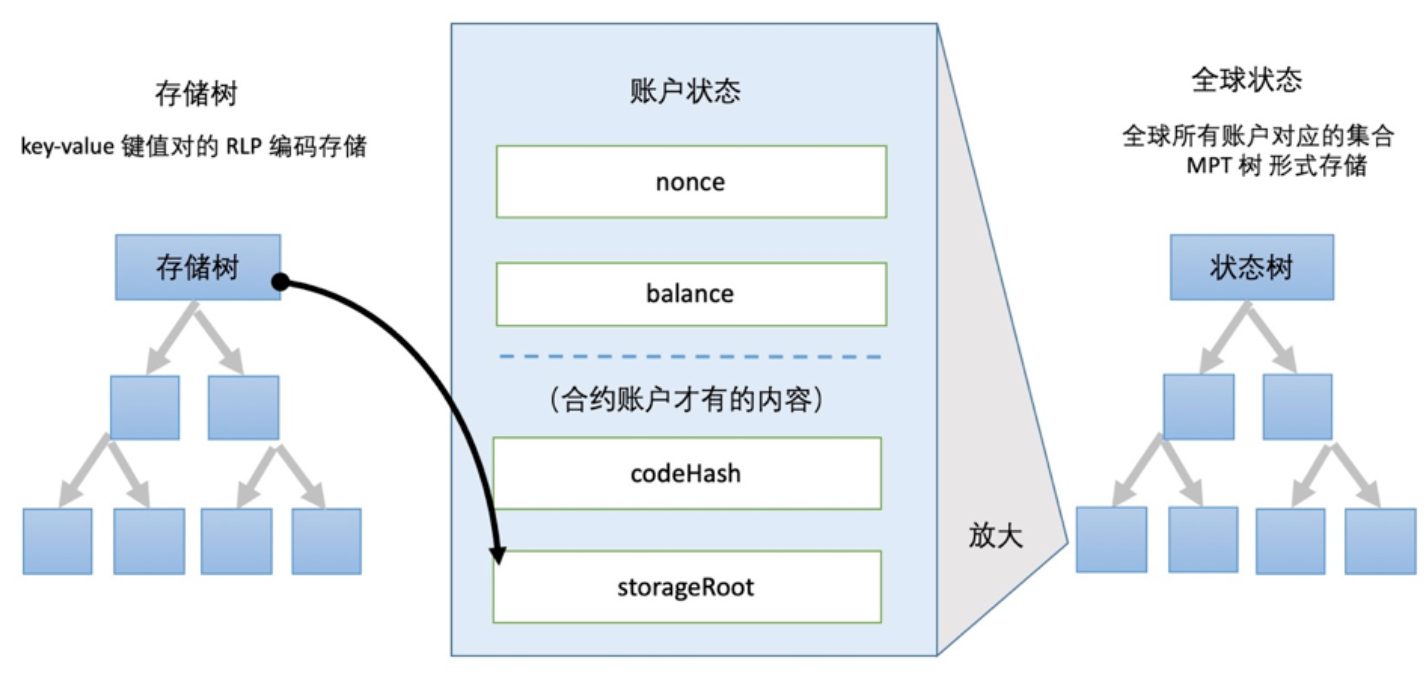 存储树
key-value 键值对的 RLP 编码存储
存储树
账户状态
nonce
balance
（合约账户才有的内容）
codeHash
storageRoot
放大
全球状态
全球所有账户对应的集合
MPT 树 形式存储
状态树